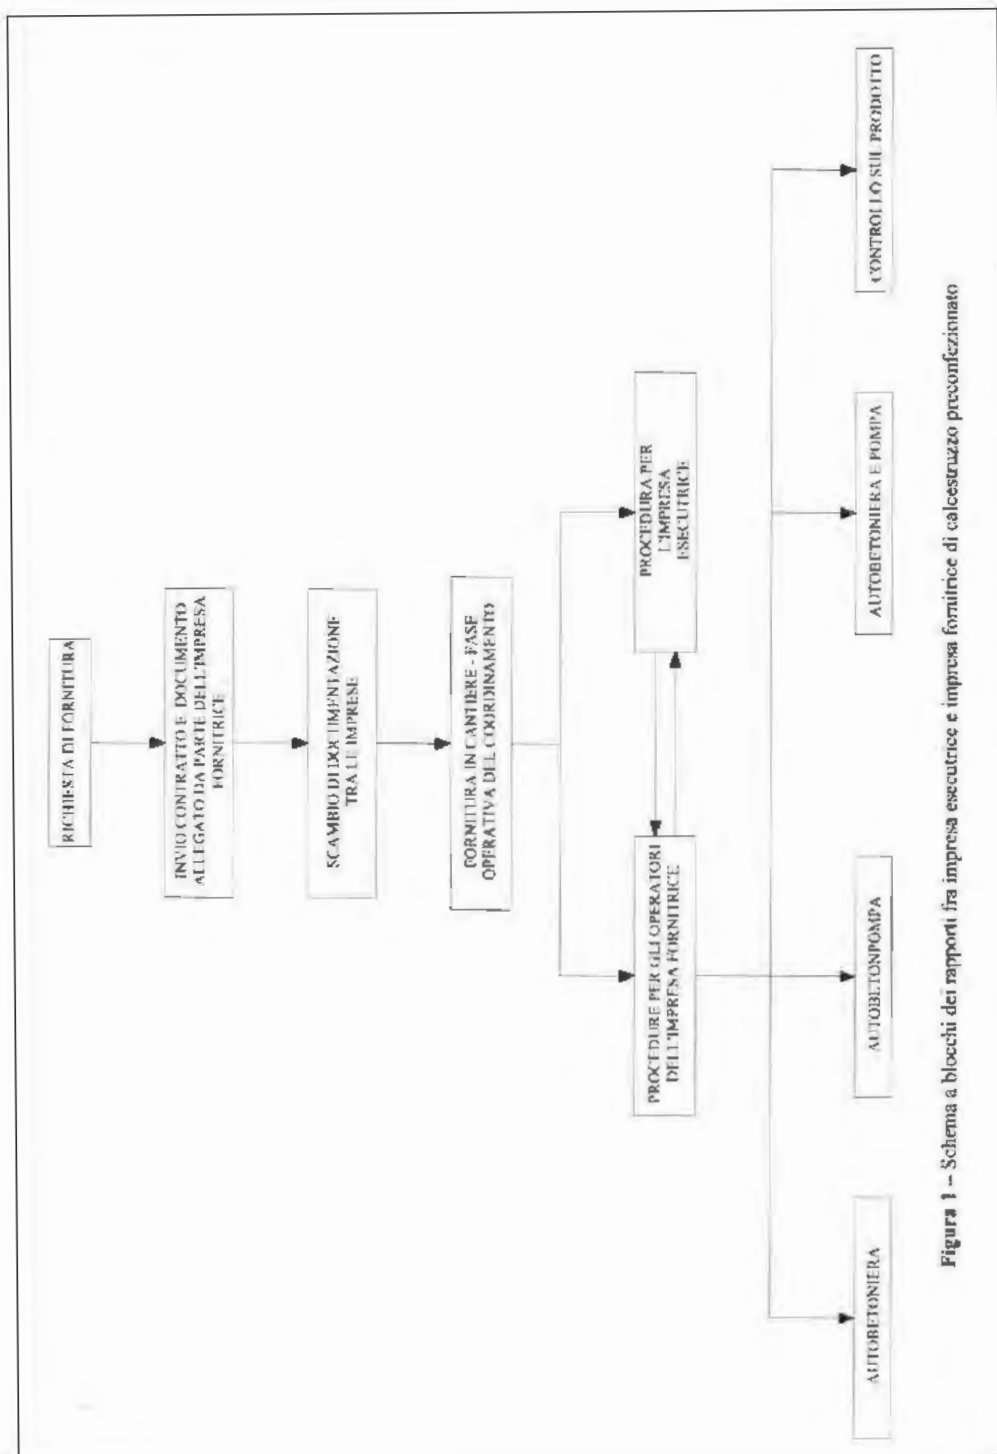 RICHIESTA DI FORNITURA
INVIO CONTRATTO E DOCUMENTO
ALLEGATO DA PARTE DELL'IMPRESA
FORNITRICE
SCAMBIO DI DOCUMENTAZIONE
TRA LE IMPRESE
FORNITURA IN CANTIERE - FASE
OPERATIVA DEL COORDINAMENTO
PROCEDURE PER GLI OPERATORI
DELL'IMPRESA FORNITRICE
PROCEDURA PER
L'IMPRESA
ESECUTRICE
AUTOBETONIERA
AUTOBETONPOMPA
AUTOBETONIERA E POMPA
CONTROLLO SUL PRODOTTO
Figura 1 – Schema a blocchi dei rapporti fra impresa esecutrice e impresa fornitrice di calcestruzzo preconfezionato